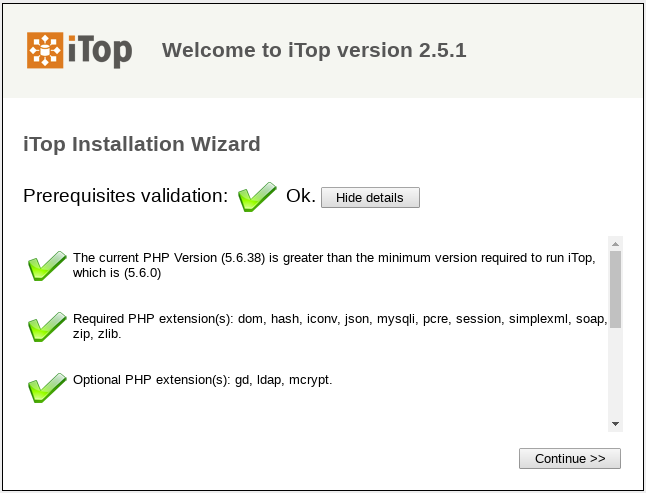 iTop
Welcome to iTop version 2.5.1
iTop Installation Wizard
Prerequisites validation: Ok. Hide details
The current PHP Version (5.6.38) is greater than the minimum version required to run iTop,
which is (5.6.0)
Required PHP extension(s): dom, hash, iconv, json, mysqli, pcre, session, simplexml, soap,
zip, zlib.
Optional PHP extension(s): gd, ldap, mcrypt.
Continue >>